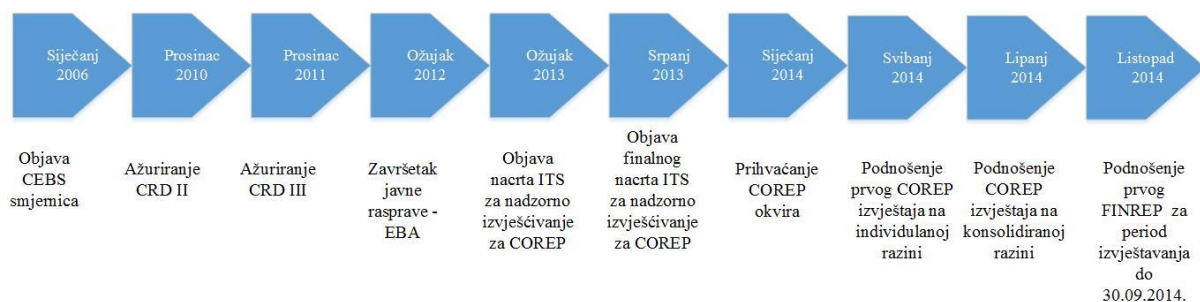 Siječanj
2006
Prosinac
2010
Prosinac
2011
Ožujak
2012
Ožujak
2013
Srpanj
2013
Siječanj
2014
Svibanj
2014
Lipanj
2014
Listopad
2014
Objava
CEBS
smjernica
Ažuriranje
CRD II
Ažuriranje
CRD III
Završetak
javne
rasprave -
EBA
Objava
nacrta ITS
za nadzorno
izvješćivanje
za COREP
Objava
finalnog
nacrta ITS
za nadzorno
izvješćivanje
za COREP
Prihvaćanje
COREP
okvira
Podnošenje
prvog COREP
izvještaja na
individulanoj
razini
Podnošenje
COREP
izvještaja na
konsolidiranoj
razini
Podnošenje
prvog
FINREP za
period
izvještavanja
do
30.09.2014.